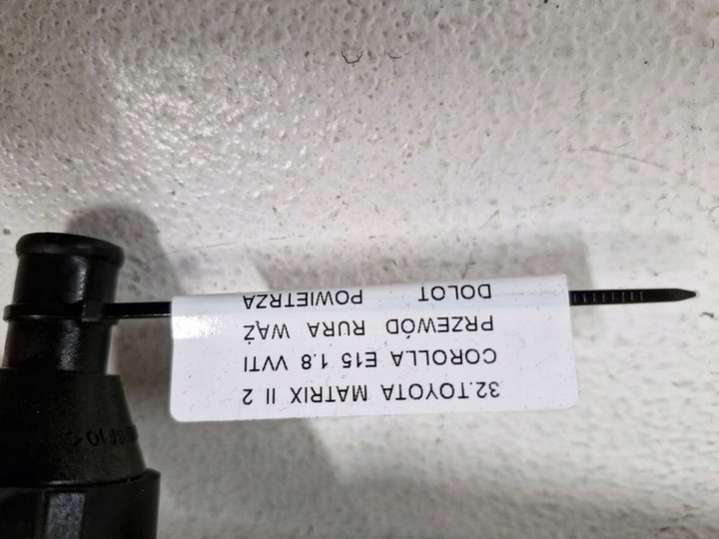 32.TOYOTA MATRIX II 2
COROLLA E15 1.8 VVTI
PRZEWÓD RURA WĄŻ
DOLOT POWIETRZA